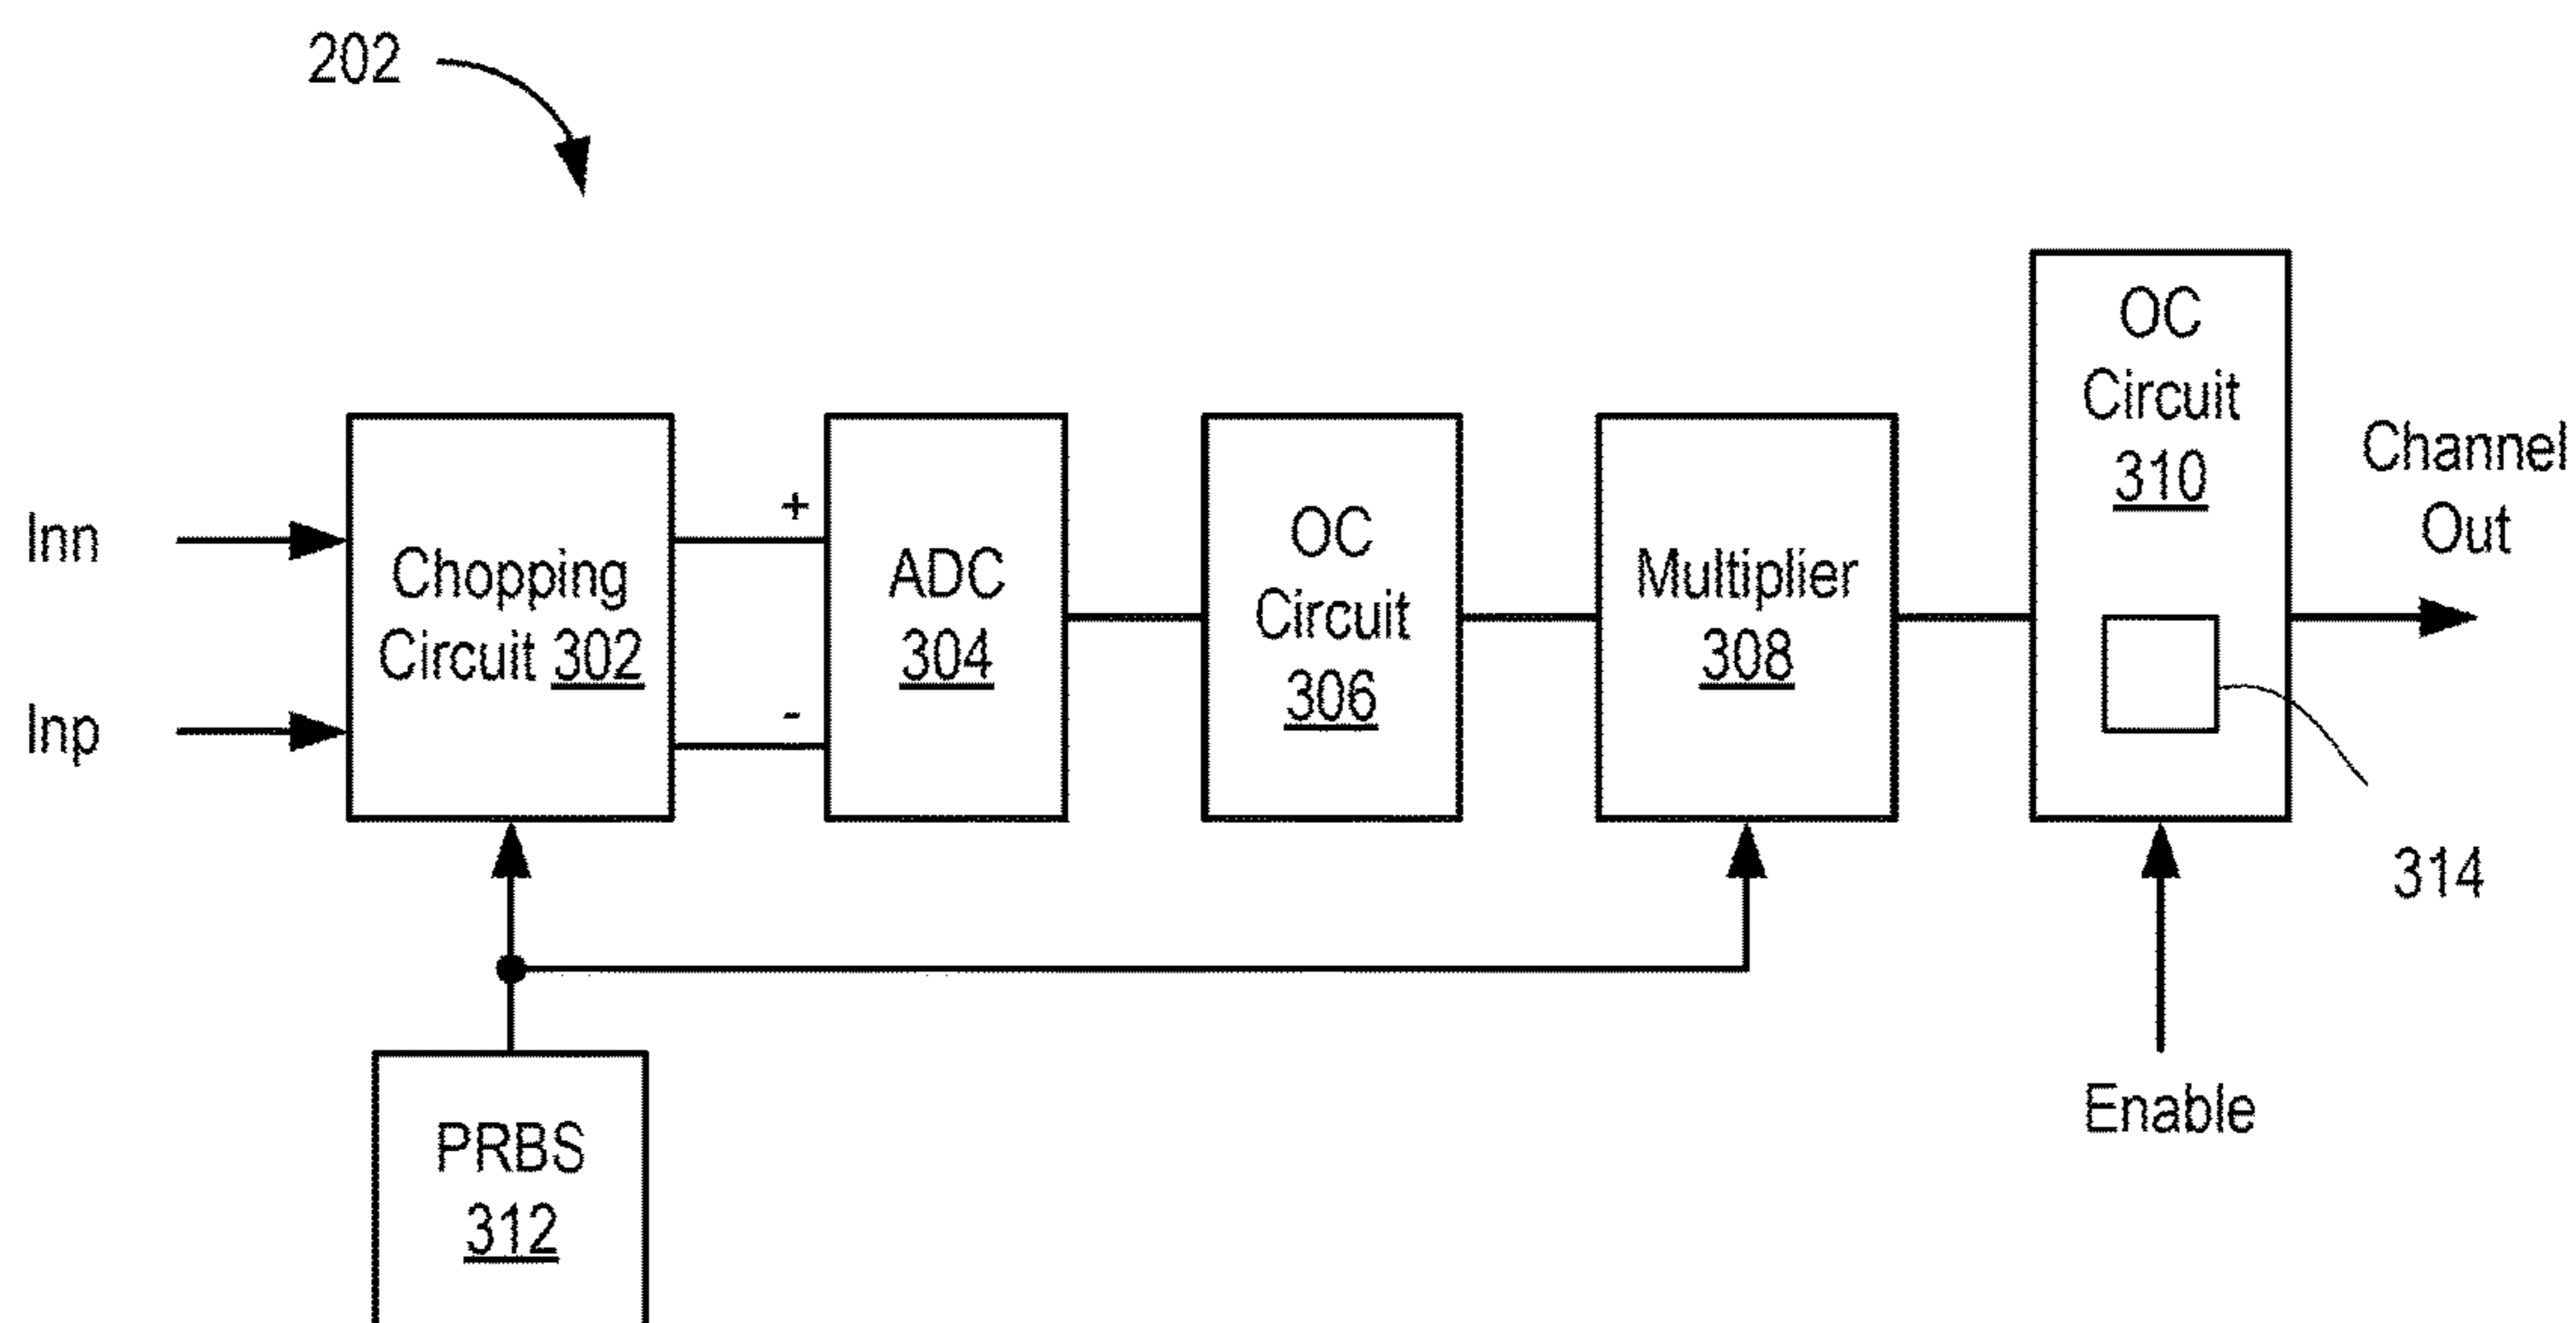 202
Inn
Inp
Chopping
Circuit 302
+
-
ADC
304
OC
Circuit
306
Multiplier
308
OC
Circuit
310
Channel
Out
314
Enable
PRBS
312